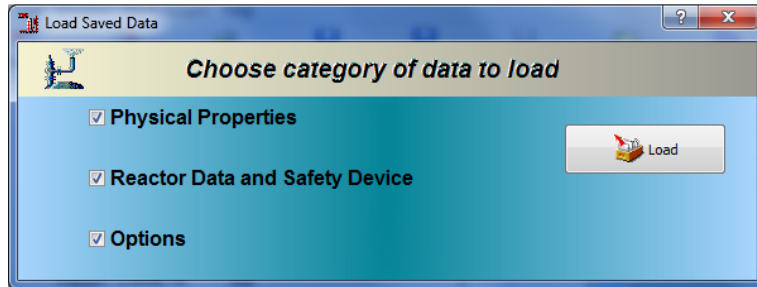 Load Saved Data
?
X
Choose category of data to load
Physical Properties
Load
Reactor Data and Safety Device
Options